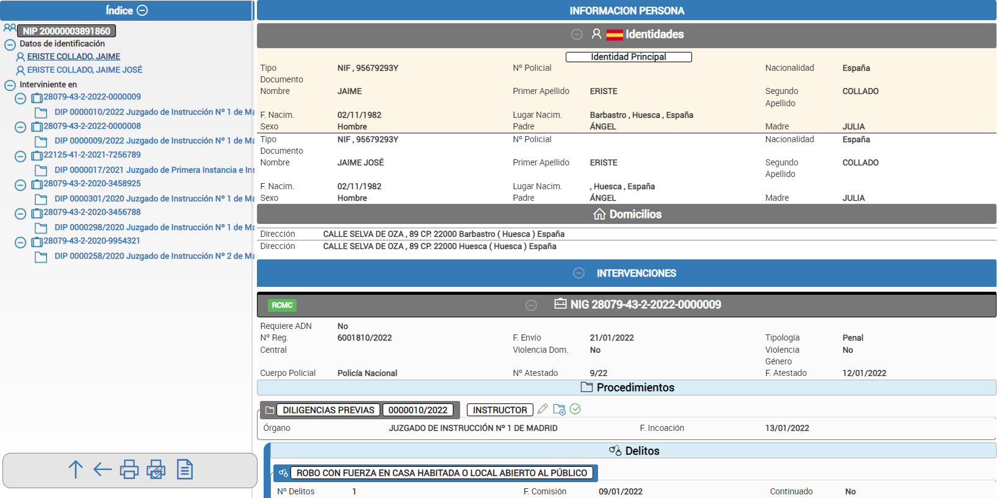 Índice
NIP 20000003891860
Datos de identificación
ERISTE COLLADO, JAIME
ERISTE COLLADO, JAIME JOSÉ
Interviniente en
28079-43-2-2022-0000009
DIP 0000010/2022 Juzgado de Instrucción Nº 1 de Ma
28079-43-2-2022-0000008
DIP 0000009/2022 Juzgado de Instrucción Nº 1 de Ma
22125-41-2-2021-7256789
DIP 0000017/2021 Juzgado de Primera Instancia e Ins
28079-43-2-2020-3458925
DIP 0000301/2020 Juzgado de Instrucción Nº 1 de Ma
28079-43-2-2020-3456788
DIP 0000298/2020 Juzgado de Instrucción Nº 1 de Ma
28079-43-2-2020-9954321
DIP 0000258/2020 Juzgado de Instrucción Nº 2 de Ma
INFORMACION PERSONA
Identidades
Identidad Principal
Tipo Documento NIF , 95679293Y Nº Policial Nacionalidad España
Nombre JAIME Primer Apellido ERISTE Segundo Apellido COLLADO
F. Nacim. 02/11/1982 Lugar Nacim. Barbastro , Huesca , España
Sexo Hombre Padre ÁNGEL Madre JULIA
Tipo Documento NIF , 95679293Y Nº Policial Nacionalidad España
Nombre JAIME JOSÉ Primer Apellido ERISTE Segundo Apellido COLLADO
F. Nacim. 02/11/1982 Lugar Nacim. , Huesca , España
Sexo Hombre Padre ÁNGEL Madre JULIA
Domicilios
Dirección CALLE SELVA DE OZA , 89 CP. 22000 Barbastro ( Huesca ) España
Dirección CALLE SELVA DE OZA , 89 CP. 22000 Huesca ( Huesca ) España
INTERVENCIONES
RCMC NIG 28079-43-2-2022-0000009
Requiere ADN No
Nº Reg. Central 6001810/2022 F. Envío 21/01/2022 Tipología Penal
Violencia Dom. No Violencia Género No
Cuerpo Policial Policía Nacional Nº Atestado 9/22 F. Atestado 12/01/2022
Procedimientos
DILIGENCIAS PREVIAS 0000010/2022 INSTRUCTOR
Órgano JUZGADO DE INSTRUCCIÓN Nº 1 DE MADRID F. Incoación 13/01/2022
Delitos
ROBO CON FUERZA EN CASA HABITADA O LOCAL ABIERTO AL PÚBLICO
Nº Delitos 1 F. Comisión 09/01/2022 Continuado No